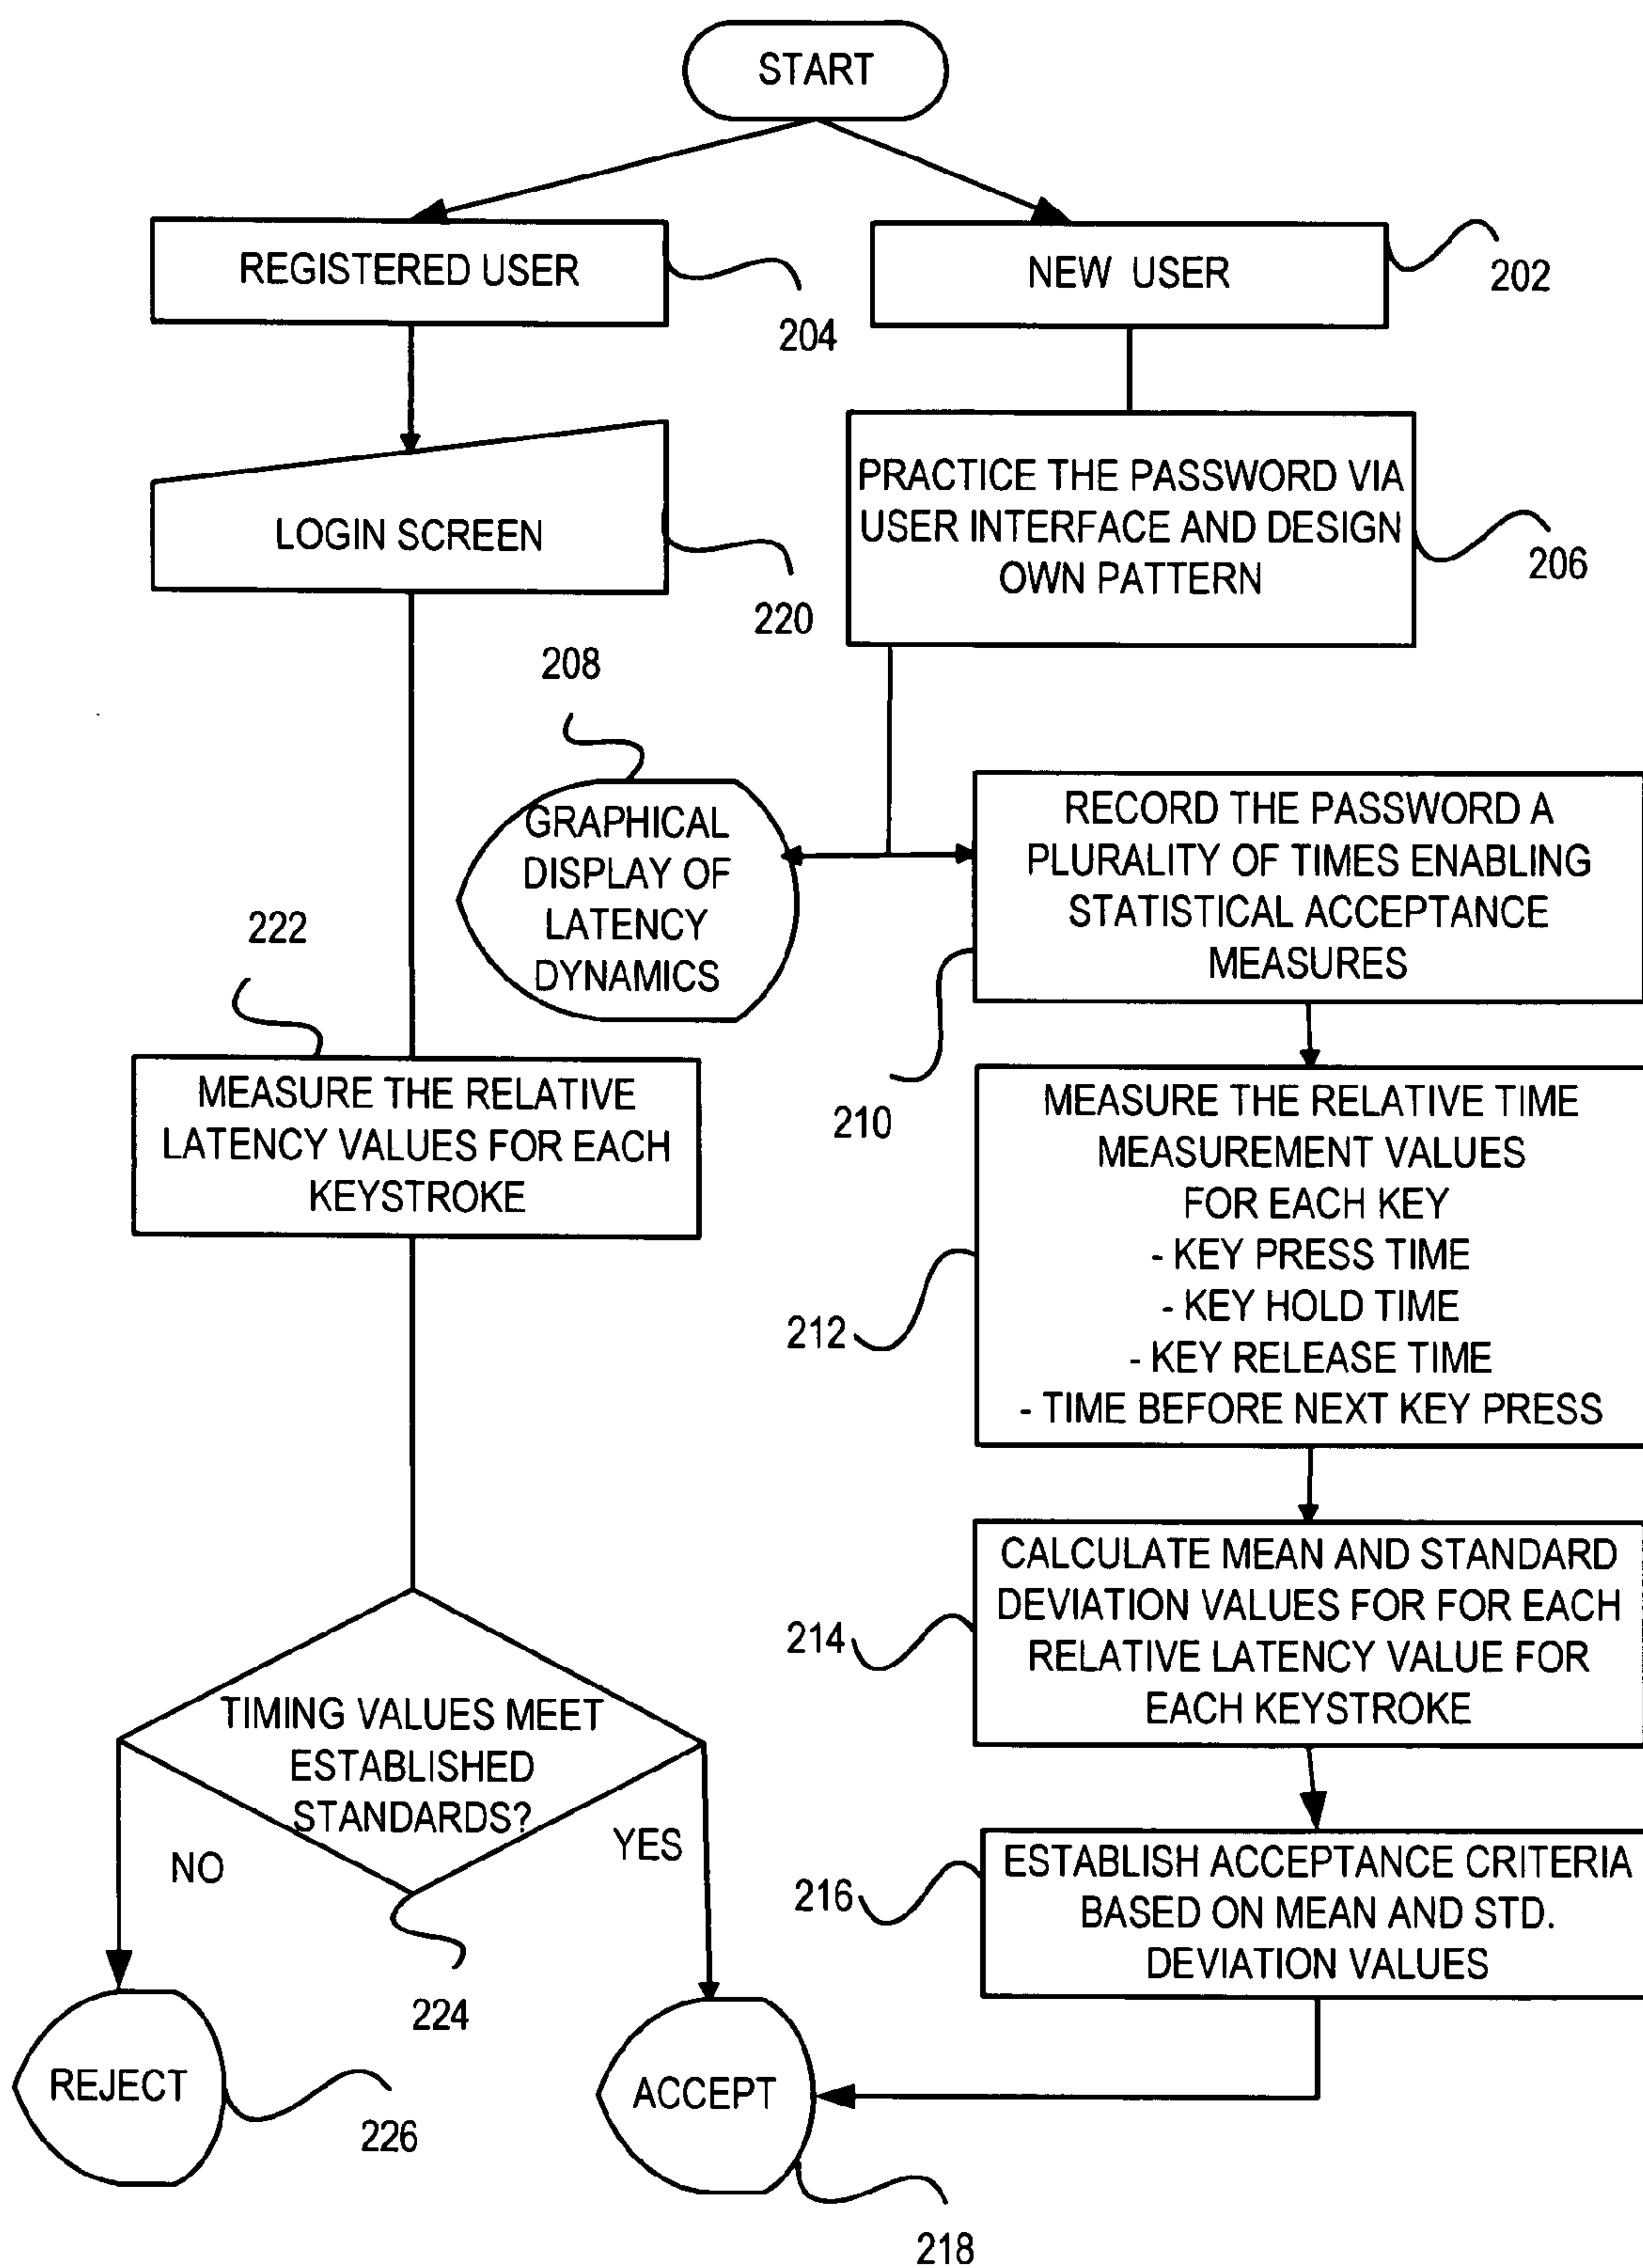 START
REGISTERED USER
204
NEW USER
202
LOGIN SCREEN
220
PRACTICE THE PASSWORD VIA
USER INTERFACE AND DESIGN
OWN PATTERN
206
208
GRAPHICAL
DISPLAY OF
LATENCY
DYNAMICS
RECORD THE PASSWORD A
PLURALITY OF TIMES ENABLING
STATISTICAL ACCEPTANCE
MEASURES
210
222
MEASURE THE RELATIVE
LATENCY VALUES FOR EACH
KEYSTROKE
MEASURE THE RELATIVE TIME
MEASUREMENT VALUES
FOR EACH KEY
- KEY PRESS TIME
- KEY HOLD TIME
- KEY RELEASE TIME
- TIME BEFORE NEXT KEY PRESS
212
CALCULATE MEAN AND STANDARD
DEVIATION VALUES FOR FOR EACH
RELATIVE LATENCY VALUE FOR
EACH KEYSTROKE
214
TIMING VALUES MEET
ESTABLISHED
STANDARDS?
NO
YES
224
ESTABLISH ACCEPTANCE CRITERIA
BASED ON MEAN AND STD.
DEVIATION VALUES
216
REJECT
226
ACCEPT
218